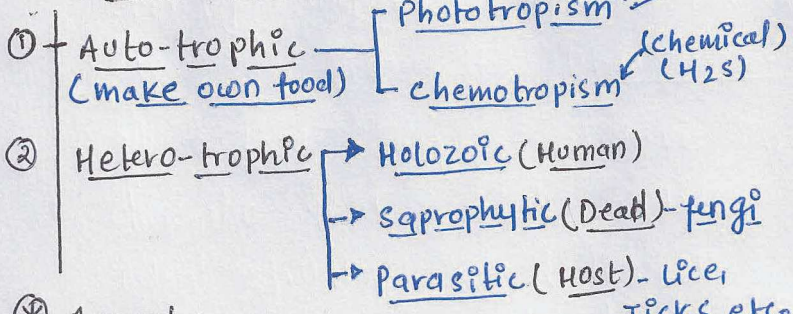 Phototropism
① Auto-trophic (chemical)
(make own food) chemotropism (H2S)
② Hetero-trophic → Holozoic (Human)
→ Saprophytic (Dead) - fungi
→ Parasitic (Host) - Lice,
Ticks etc